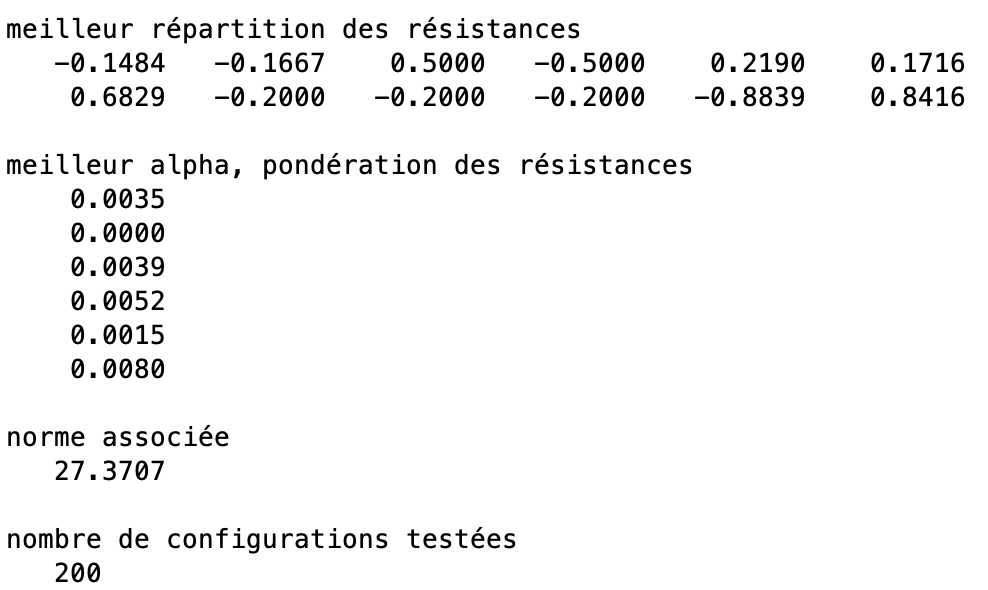 meilleur répartition des résistances
-0.1484 -0.1667 0.5000 -0.5000 0.2190 0.1716
0.6829 -0.2000 -0.2000 -0.2000 -0.8839 0.8416
meilleur alpha, pondération des résistances
0.0035
0.0000
0.0039
0.0052
0.0015
0.0080
norme associée
27.3707
nombre de configurations testées
200